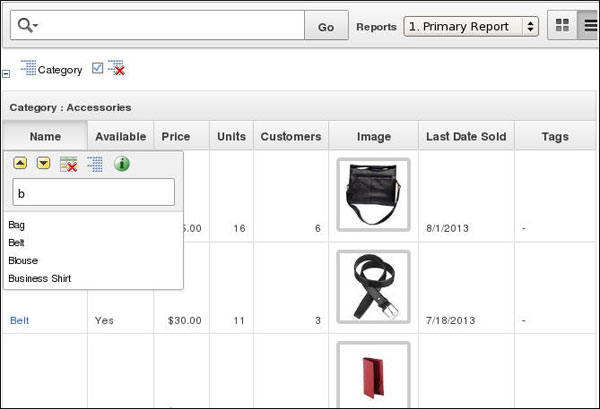 Go Reports 1. Primary Report
Category
Category : Accessories
Name Available Price Units Customers Image Last Date Sold Tags
b
Bag
Belt
Blouse
Business Shirt
5.00 16 6 8/1/2013 -
Belt Yes $30.00 11 3 7/18/2013 -